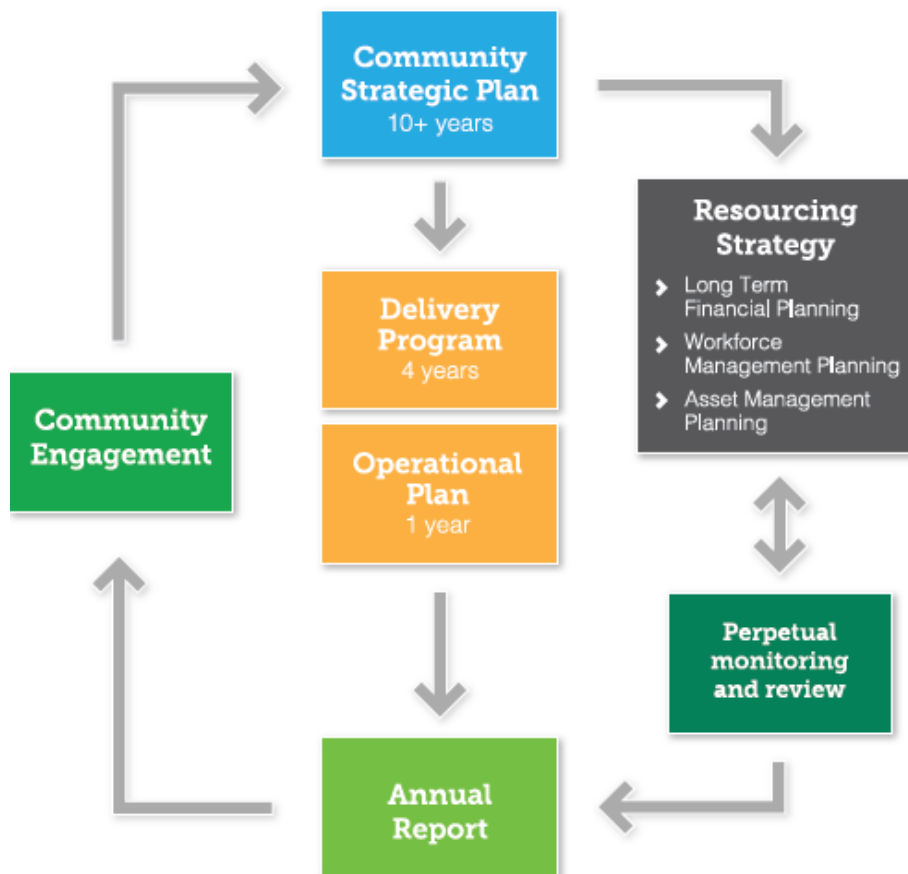 Community
Strategic Plan
10+ years
Resourcing
Strategy
Long Term
Financial Planning
Workforce
Management Planning
Asset Management
Planning
Delivery
Program
4 years
Community
Engagement
Operational
Plan
1 year
Perpetual
monitoring
and review
Annual
Report